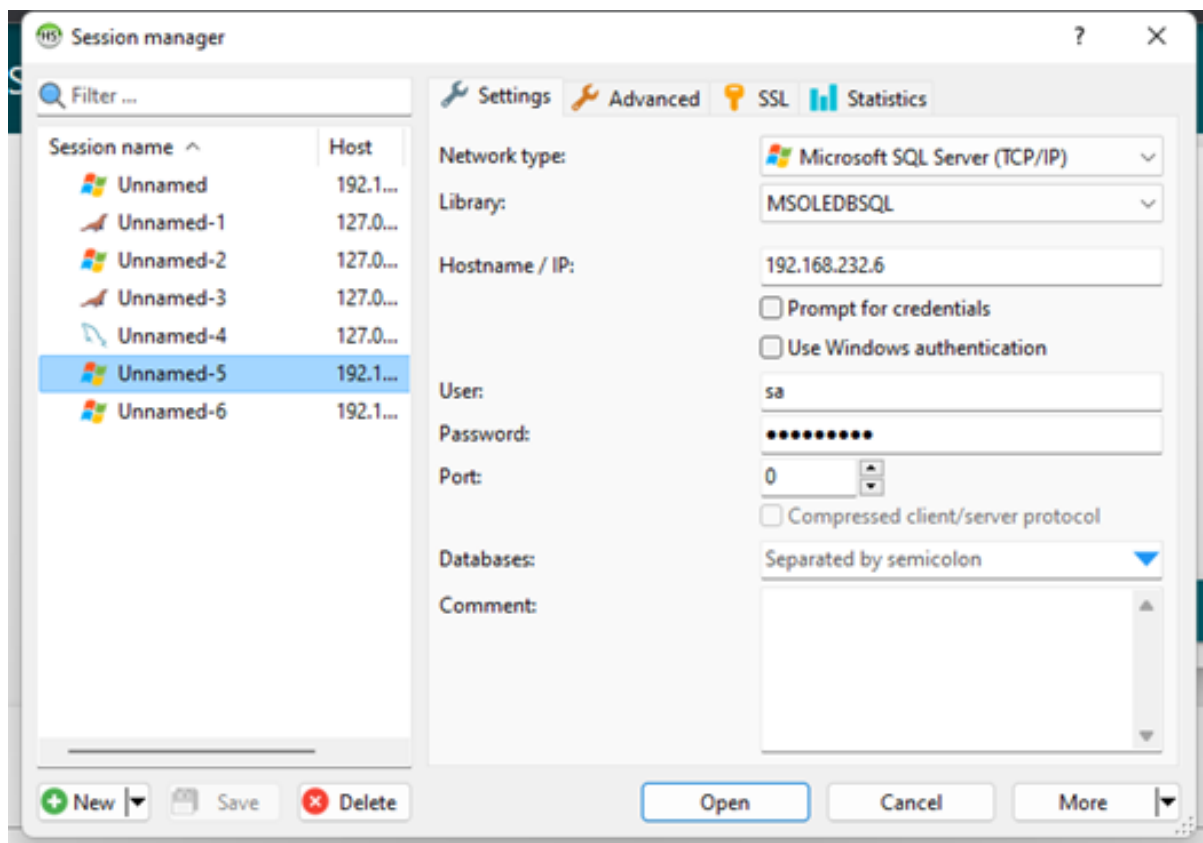 HS Session manager ? ×
Filter ...
Session name Host
Unnamed 192.1...
Unnamed-1 127.0...
Unnamed-2 127.0...
Unnamed-3 127.0...
Unnamed-4 127.0...
Unnamed-5 192.1...
Unnamed-6 192.1...
New Save Delete
Settings Advanced SSL Statistics
Network type: Microsoft SQL Server (TCP/IP)
Library: MSOLEDBSQL
Hostname / IP: 192.168.232.6
Prompt for credentials
Use Windows authentication
User: sa
Password: ●●●●●●●●●
Port: 0
Compressed client/server protocol
Databases: Separated by semicolon
Comment:
Open Cancel More